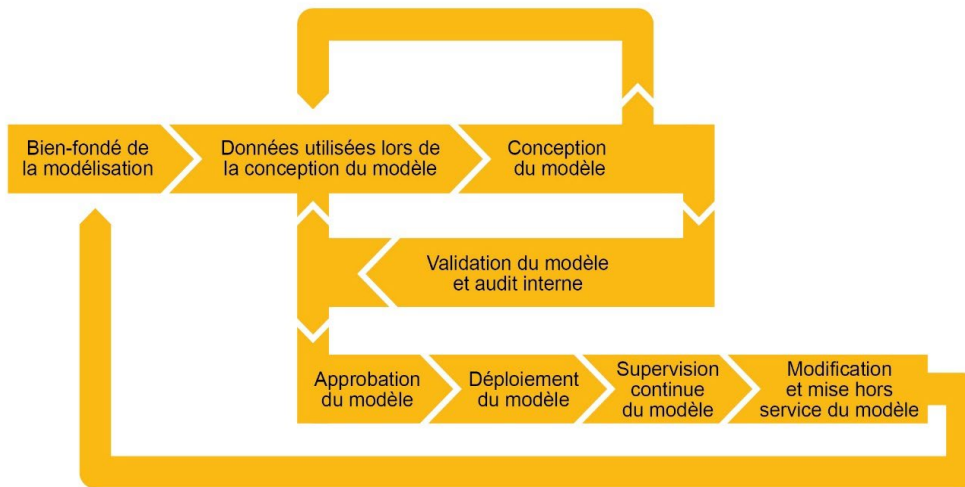 Bien-fondé de
la modélisation
Données utilisées lors de
la conception du modèle
Conception
du modèle
Validation du modèle
et audit interne
Approbation
du modèle
Déploiement
du modèle
Supervision
continue
du modèle
Modification
et mise hors
service du modèle